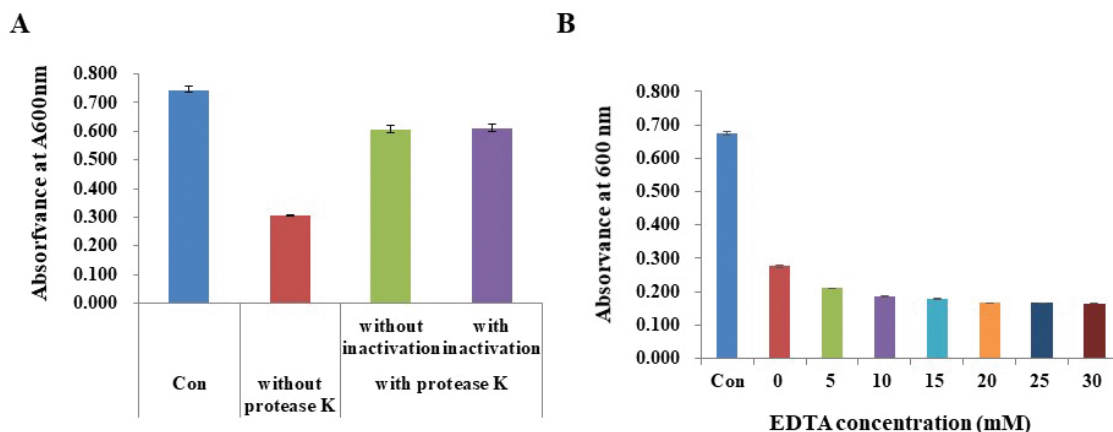 A
Absorfvance at A600nm
0.800
0.700
0.600
0.500
0.400
0.300
0.200
0.100
0.000
without
inactivation
with
inactivation
Con
without
protease K
with protease K
B
Absorvance at 600 nm
0.800
0.700
0.600
0.500
0.400
0.300
0.200
0.100
0.000
Con 0 5 10 15 20 25 30
EDTA concentration (mM)